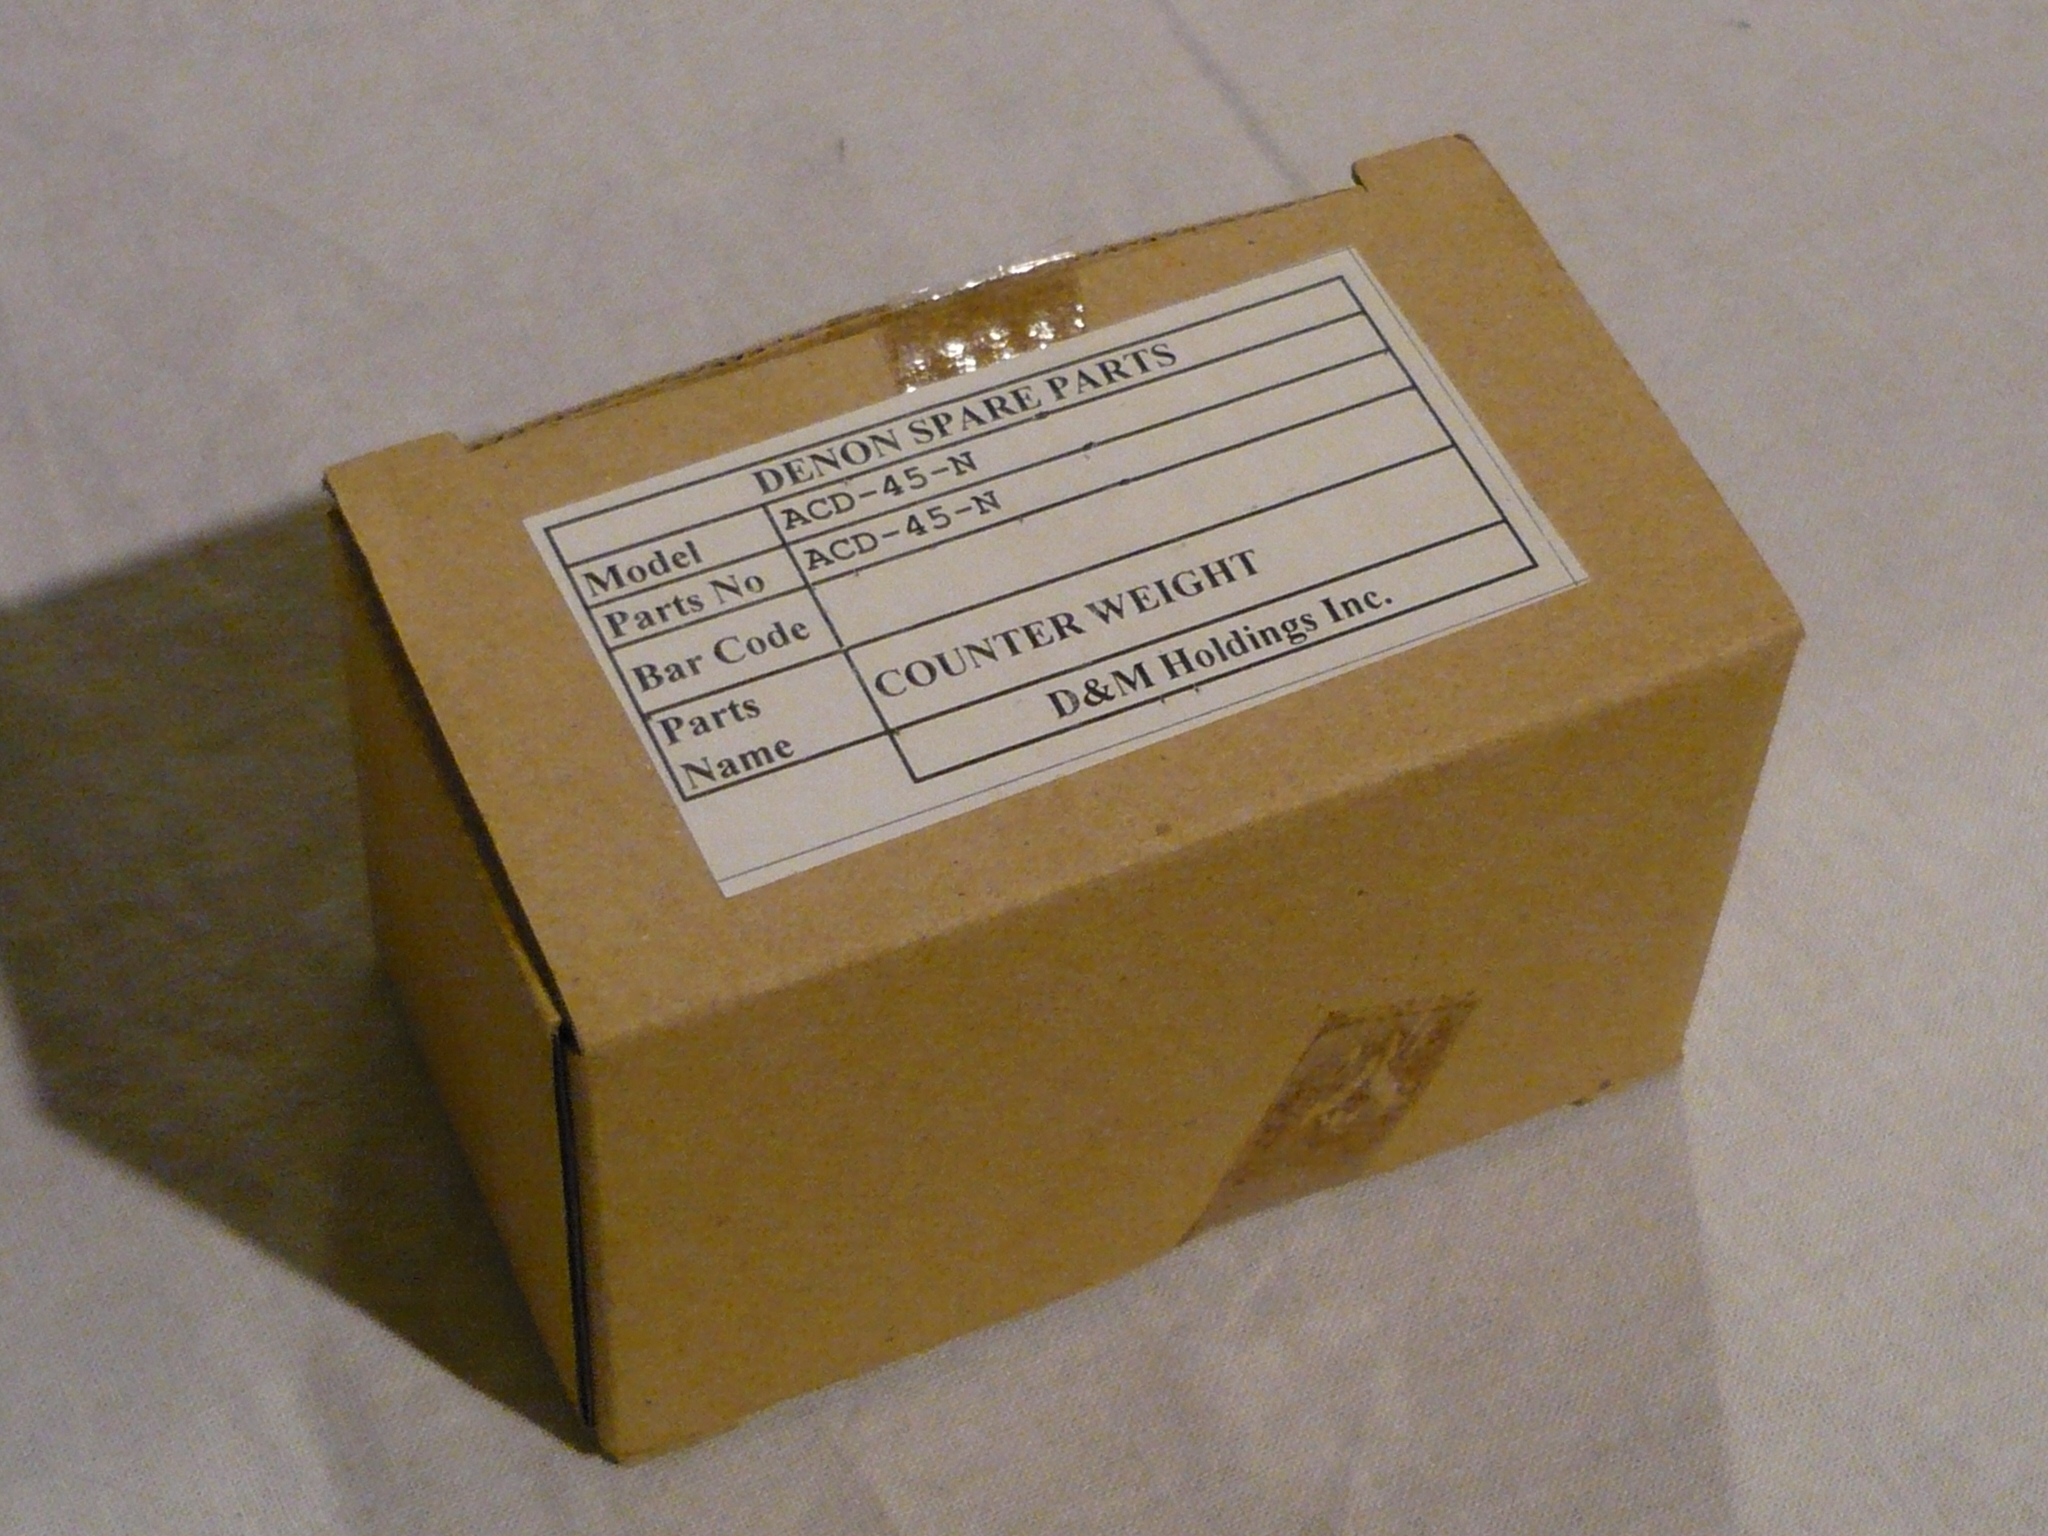 DENON SPARE PARTS
Model ACD-45-N
Parts No ACD-45-N
Bar Code
Parts Name COUNTER WEIGHT
D&M Holdings Inc.